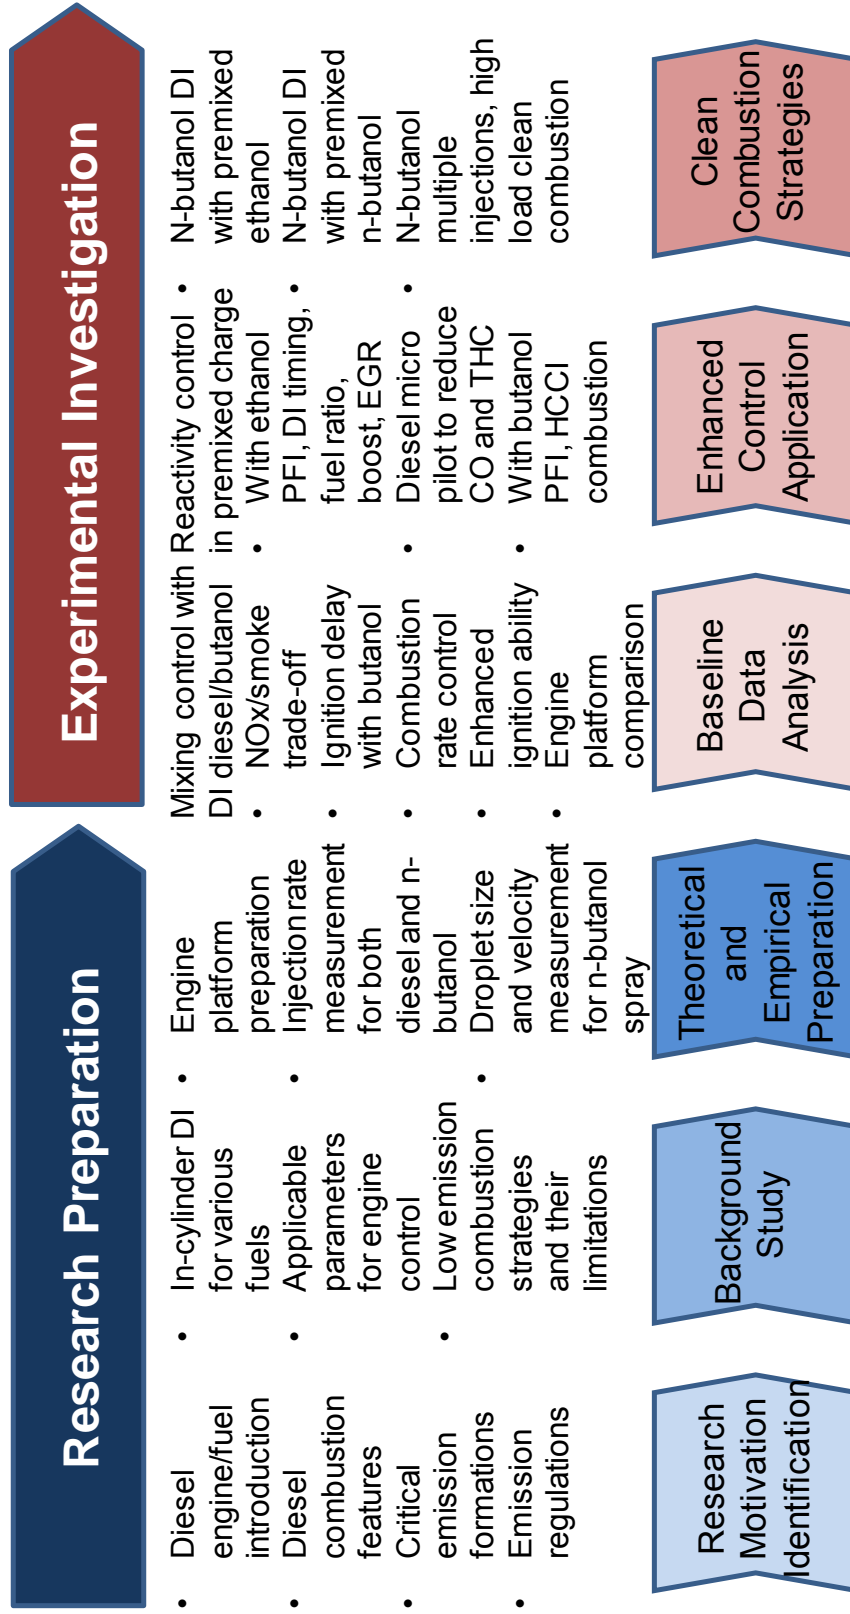 Research Preparation
Experimental Investigation
• Diesel
engine/fuel
introduction
• Diesel
combustion
features
• Critical
emission
formations
• Emission
regulations
• In-cylinder DI
for various
fuels
• Applicable
parameters
for engine
control
• Low emission
combustion
strategies
and their
limitations
• Engine
platform
preparation
• Injection rate
measurement
for both
diesel and n-
butanol
• Droplet size
and velocity
measurement
for n-butanol
spray
Mixing control with
DI diesel/butanol
• NOx/smoke
trade-off
• Ignition delay
with butanol
• Combustion
rate control
• Enhanced
ignition ability
• Engine
platform
comparison
Reactivity control
in premixed charge
• With ethanol
PFI, DI timing,
fuel ratio,
boost, EGR
• Diesel micro
pilot to reduce
CO and THC
• With butanol
PFI, HCCI
combustion
• N-butanol DI
with premixed
ethanol
• N-butanol DI
with premixed
n-butanol
• N-butanol
multiple
injections, high
load clean
combustion
Research
Motivation
Identification
Background
Study
Theoretical
and
Empirical
Preparation
Baseline
Data
Analysis
Enhanced
Control
Application
Clean
Combustion
Strategies